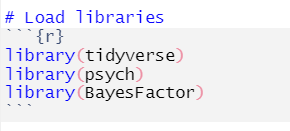 # Load libraries
```{r}
library(tidyverse)
library(psych)
library(BayesFactor)
```